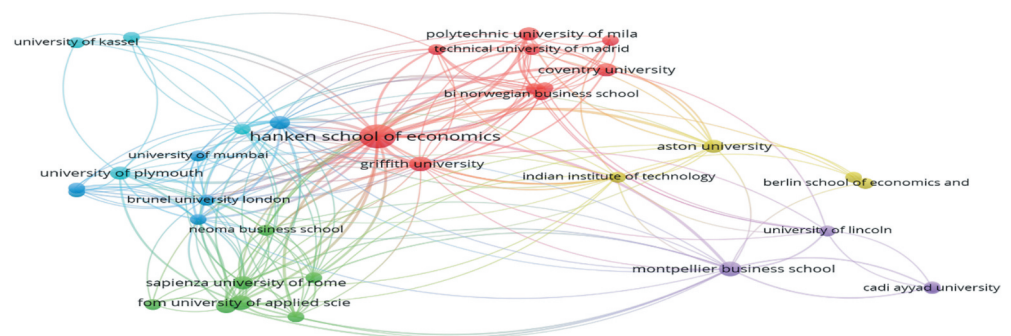 polytechnic university of mila
university of kassel
technical university of madrid
coventry university
bi norwegian business school
hanken school of economics
aston university
university of mumbai
griffith university
university of plymouth
indian institute of technology
berlin school of economics and
brunel university london
neoma business school
university of lincoln
montpellier business school
sapienza university of rome
cadi ayyad university
fom university of applied scie